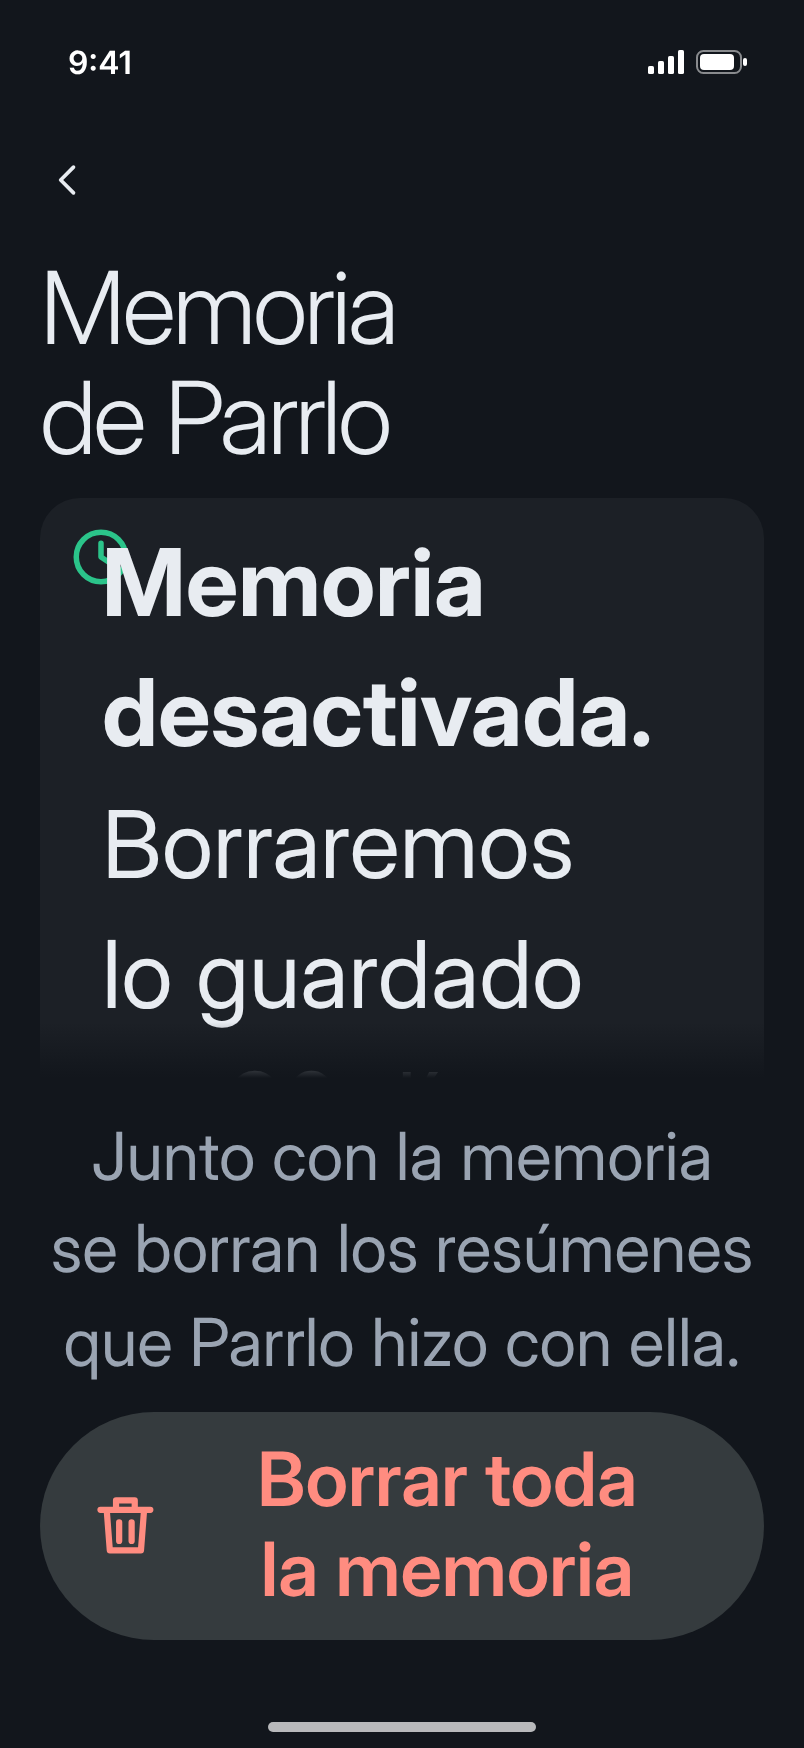 9:41
Memoria
de Parrlo
Memoria
desactivada.
Borraremos
lo guardado
Junto con la memoria
se borran los resúmenes
que Parrlo hizo con ella.
Borrar toda
la memoria